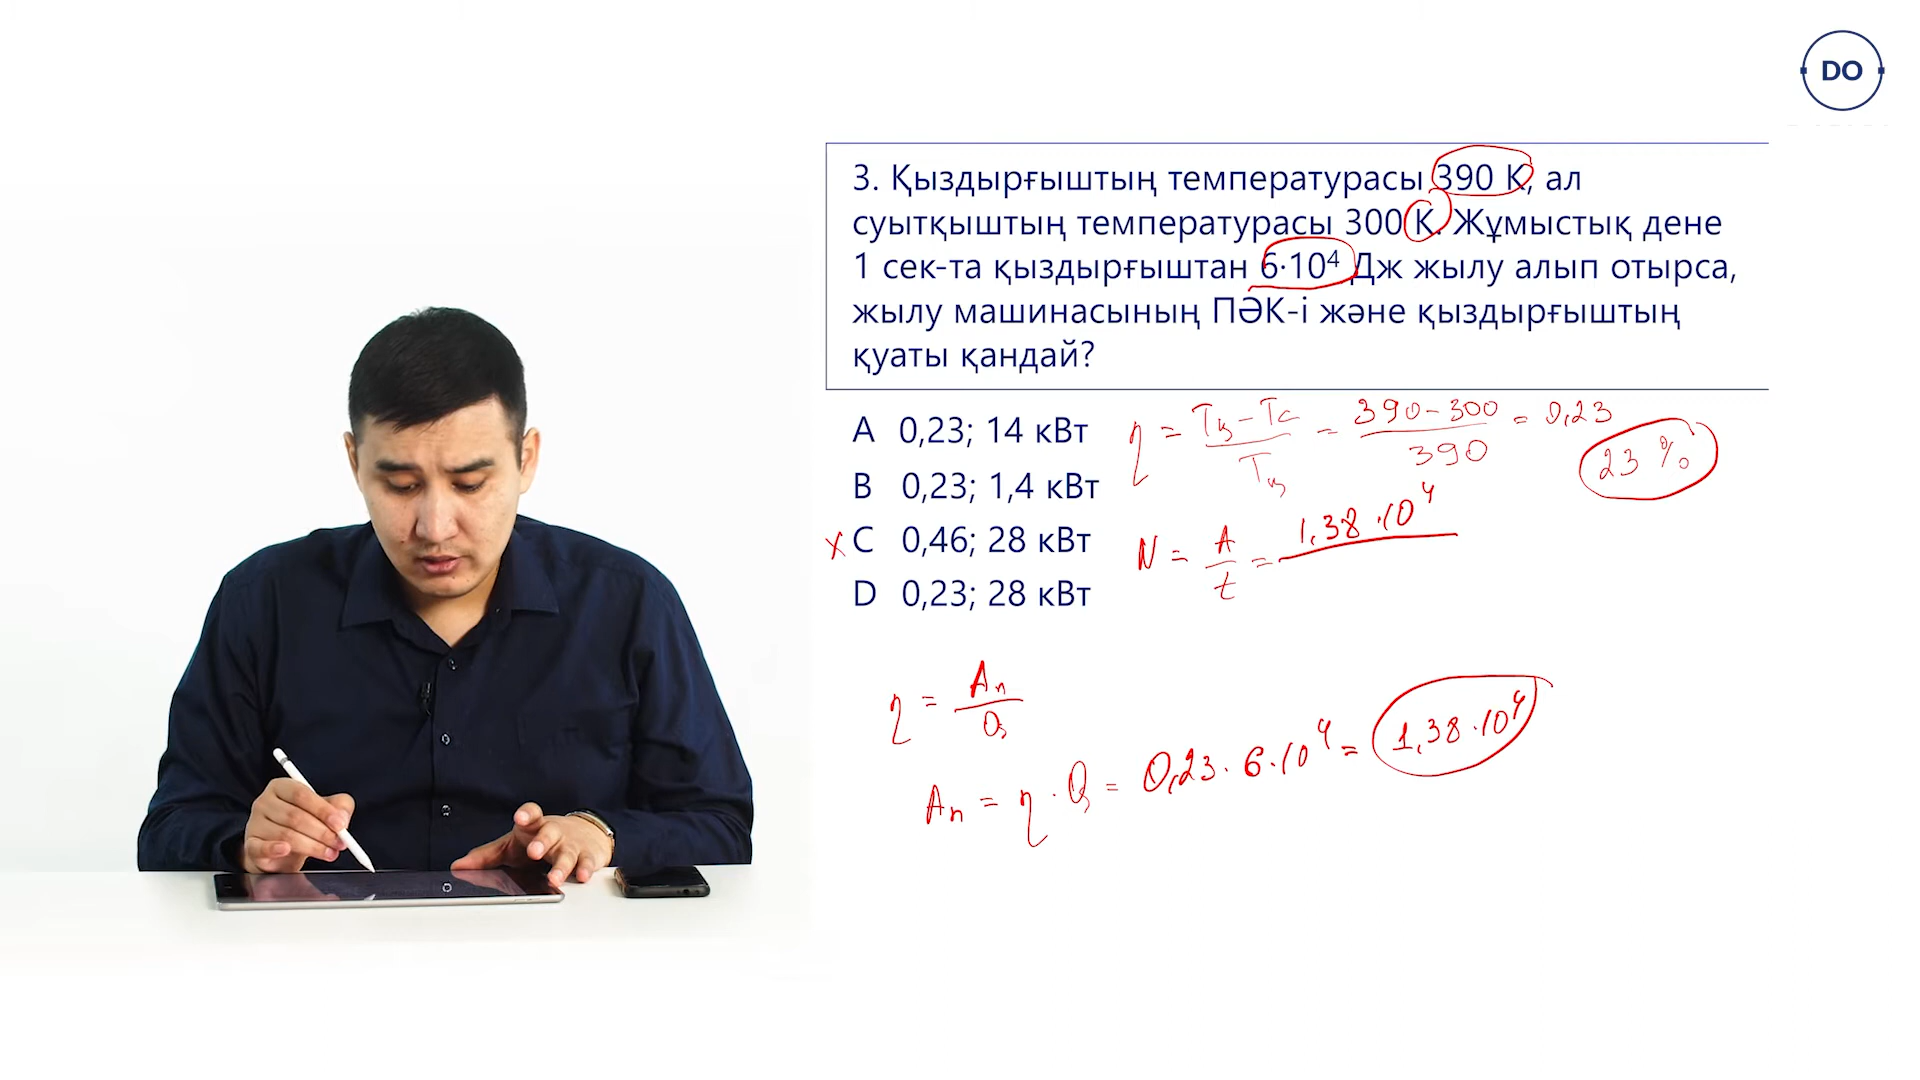 DO
3. Қыздырғыштың температурасы 390 К, ал
суытқыштың температурасы 300 К. Жұмыстық дене
1 сек-та қыздырғыштан 6·10⁴ Дж жылу алып отырса,
жылу машинасының ПӘК-і және қыздырғыштың
қуаты қандай?
A 0,23; 14 кВт
B 0,23; 1,4 кВт
x C 0,46; 28 кВт
D 0,23; 28 кВт
η = Tқ - Tс / Tқ = 390 - 300 / 390 = 0,23
23 %
N = A / t = 1,38 · 10⁴
η = Aп / Qқ
Aп = η · Qқ = 0,23 · 6 · 10⁴ = 1,38 · 10⁴